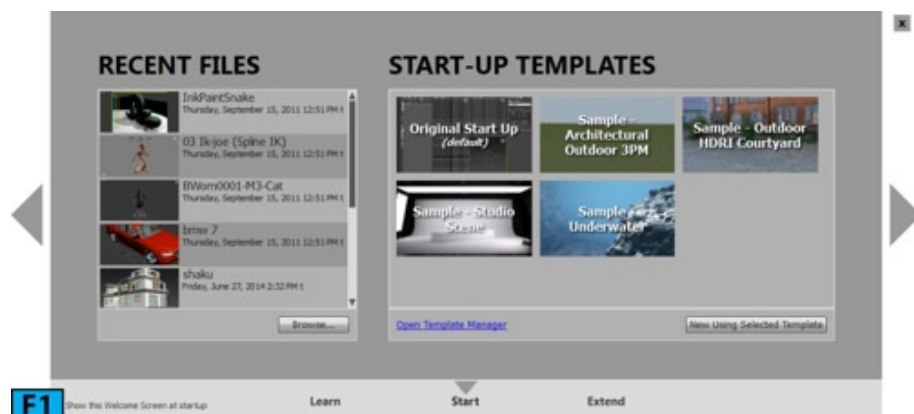 x
RECENT FILES
InkPaintSnake
Thursday, September 15, 2011 12:51 PM t
03 Ik-joe (Spine IK)
Thursday, September 15, 2011 12:51 PM t
BWom0001-M3-Cat
Thursday, September 15, 2011 12:51 PM t
bmw 7
Thursday, September 15, 2011 12:51 PM t
shaku
Friday, June 27, 2014 2:32 PM t
Browse...
START-UP TEMPLATES
Original Start Up
(default)
Sample -
Architectural
Outdoor 3PM
Sample - Outdoor
HDRI Courtyard
Sample - Studio
Scene
Sample -
Underwater
Open Template Manager
New Using Selected Template
F1
Show this Welcome Screen at startup
Learn
Start
Extend